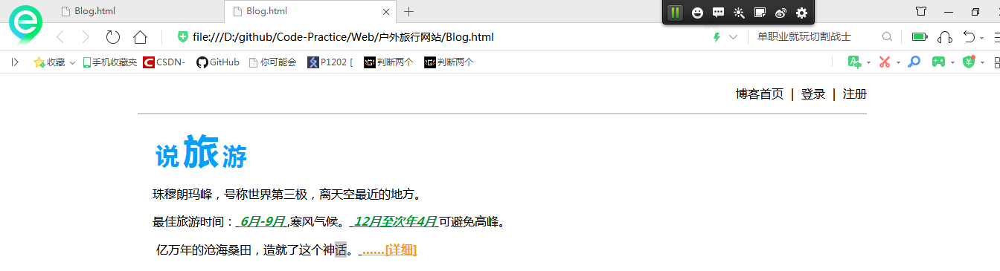 Blog.html
Blog.html
file:///D:/github/Code-Practice/Web/户外旅行网站/Blog.html
单职业就玩切割战士
收藏 手机收藏夹 CSDN- GitHub 你可能会 P1202 [ 判断两个 判断两个
博客首页 | 登录 | 注册
说旅游
珠穆朗玛峰，号称世界第三极，离天空最近的地方。
最佳旅游时间： 6月-9月 ,寒风气候。 12月至次年4月 可避免高峰。
亿万年的沧海桑田，造就了这个神话。 ......[详细]